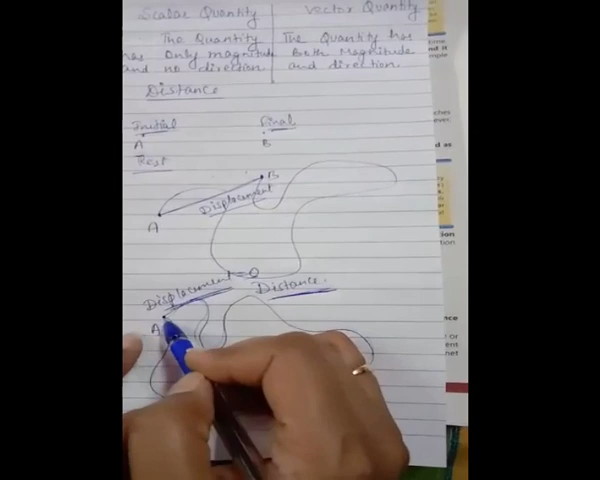 Scalar Quantity
Vector Quantity
The Quantity
has Only magnitude
and no direction
The Quantity has
Both Magnitude
and direction.
Distance
Initial
Final
A
B
Rest
B
Displacement
A
Displacement = 0
Distance.
A